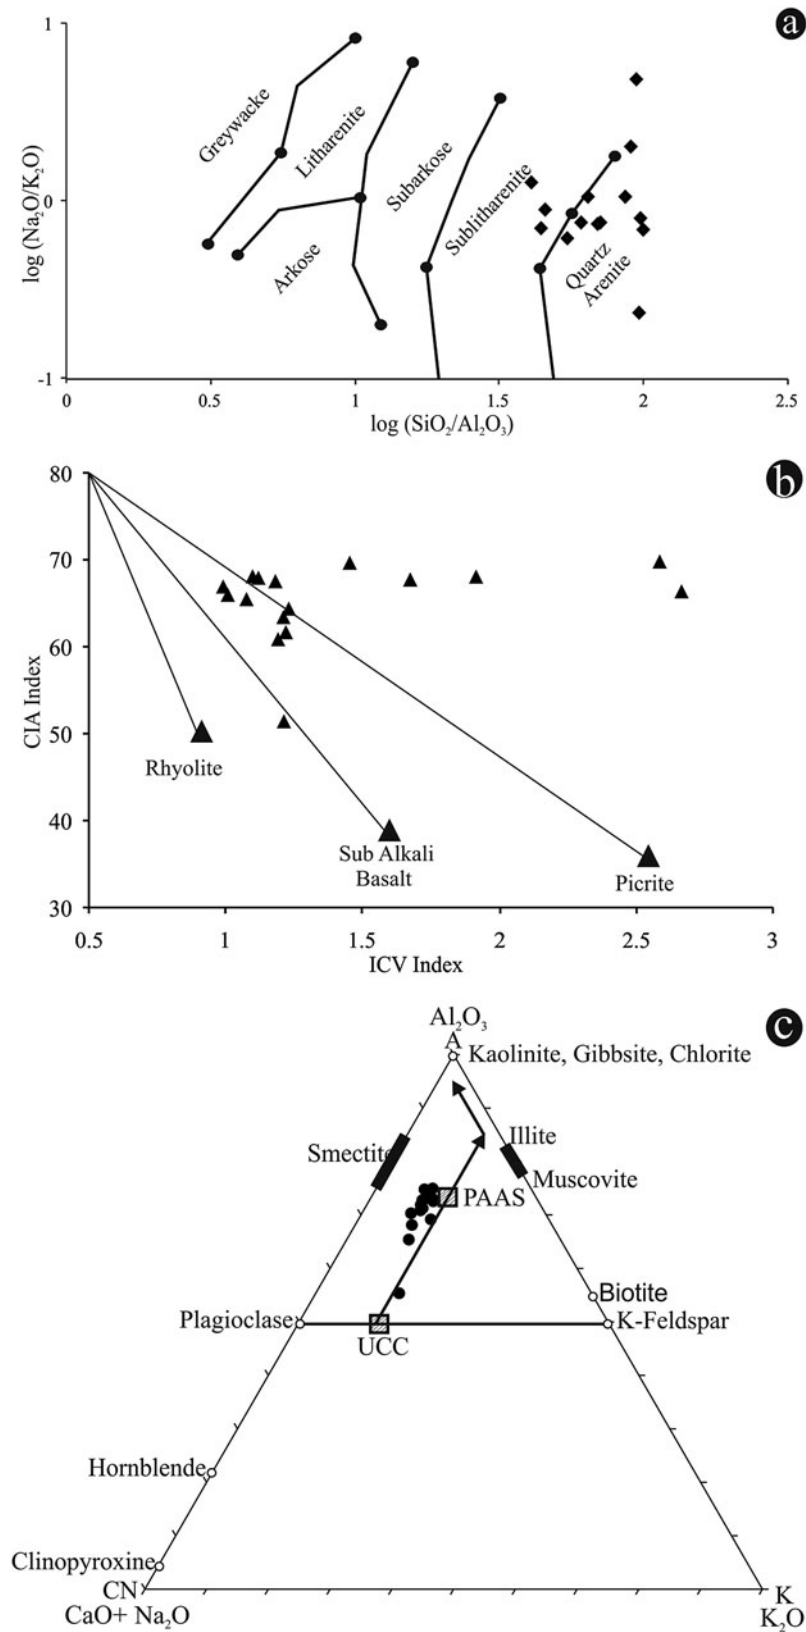 a
1
0
-1
log (Na₂O/K₂O)
Greywacke
Litharenite
Arkose
Subarkose
Sublitharenite
Quartz
Arenite
0
0.5
1
1.5
2
2.5
log (SiO₂/Al₂O₃)
b
80
70
60
50
40
30
CIA Index
Rhyolite
Sub Alkali
Basalt
Picrite
0.5
1
1.5
2
2.5
3
ICV Index
c
Al₂O₃
A
Kaolinite, Gibbsite, Chlorite
Smectite
Illite
Muscovite
PAAS
Biotite
Plagioclase
K-Feldspar
UCC
Hornblende
Clinopyroxine
CN
CaO+ Na₂O
K
K₂O